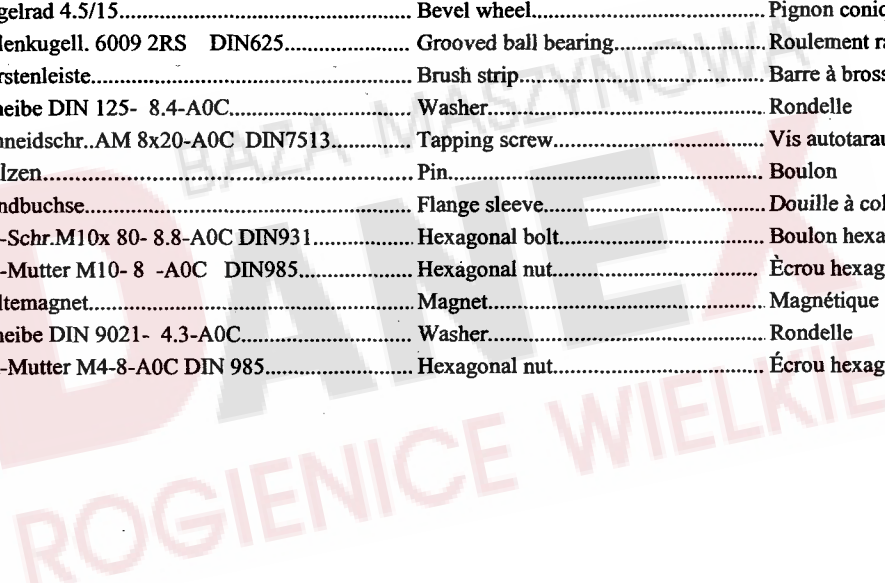 gelrad 4.5/15.......... Bevel wheel.......... Pignon conic
lenkugell. 6009 2RS DIN625.......... Grooved ball bearing.......... Roulement ra
rstenleiste.......... Brush strip.......... Barre à bross
heibe DIN 125- 8.4-A0C.......... Washer.......... Rondelle
nneidschr..AM 8x20-A0C DIN7513.......... Tapping screw.......... Vis autotarau
lzen.......... Pin.......... Boulon
ndbuchse.......... Flange sleeve.......... Douille à col
-Schr.M10x 80- 8.8-A0C DIN931.......... Hexagonal bolt.......... Boulon hexa
-Mutter M10- 8 -A0C DIN985.......... Hexagonal nut.......... Ècrou hexag
ltemagnet.......... Magnet.......... Magnétique
heibe DIN 9021- 4.3-A0C.......... Washer.......... Rondelle
-Mutter M4-8-A0C DIN 985.......... Hexagonal nut.......... Écrou hexag
BAZA MASZYNOWA
DANEX
ROGIENICE WIELKIE